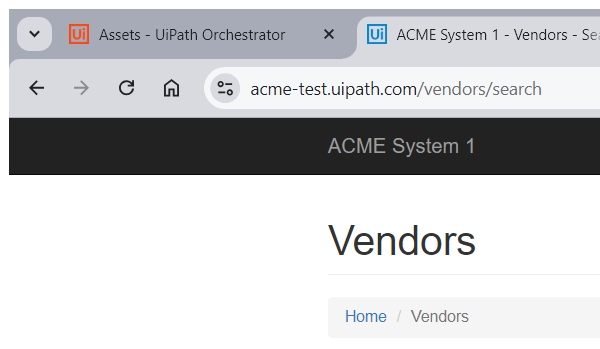 Ui Assets - UiPath Orchestrator Ui ACME System 1 - Vendors -
acme-test.uipath.com/vendors/search
ACME System 1
Vendors
Home / Vendors